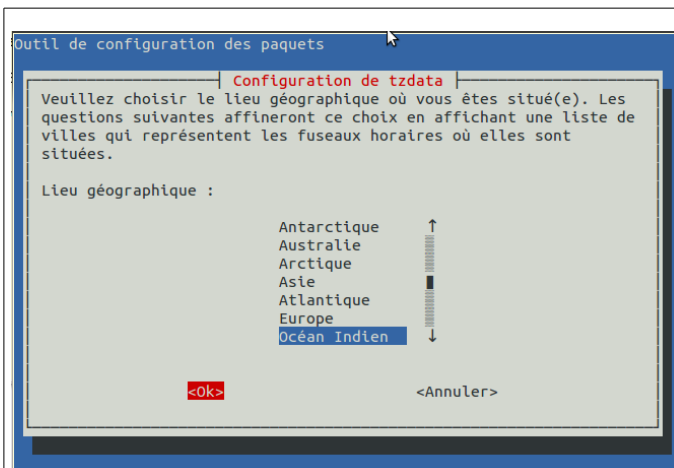 Outil de configuration des paquets
Configuration de tzdata
Veuillez choisir le lieu géographique où vous êtes situé(e). Les
questions suivantes affineront ce choix en affichant une liste de
villes qui représentent les fuseaux horaires où elles sont
situées.
Lieu géographique :
Antarctique
Australie
Arctique
Asie
Atlantique
Europe
Océan Indien
<Ok> <Annuler>